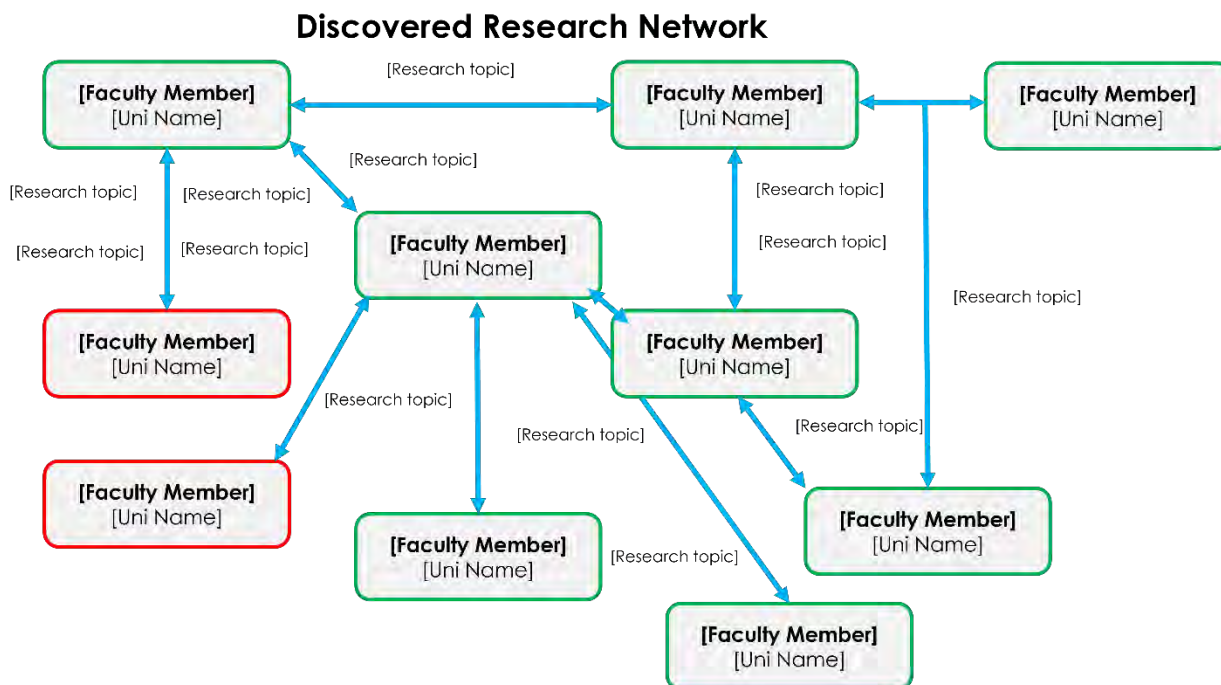 Discovered Research Network
[Research topic]
[Faculty Member]
[Uni Name]
[Faculty Member]
[Uni Name]
[Faculty Member]
[Uni Name]
[Research topic]
[Research topic]
[Research topic]
[Faculty Member]
[Uni Name]
[Research topic]
[Research topic]
[Research topic]
[Research topic]
[Faculty Member]
[Uni Name]
[Faculty Member]
[Uni Name]
[Research topic]
[Research topic]
[Research topic]
[Faculty Member]
[Uni Name]
[Faculty Member]
[Uni Name]
[Faculty Member]
[Uni Name]
[Research topic]
[Faculty Member]
[Uni Name]